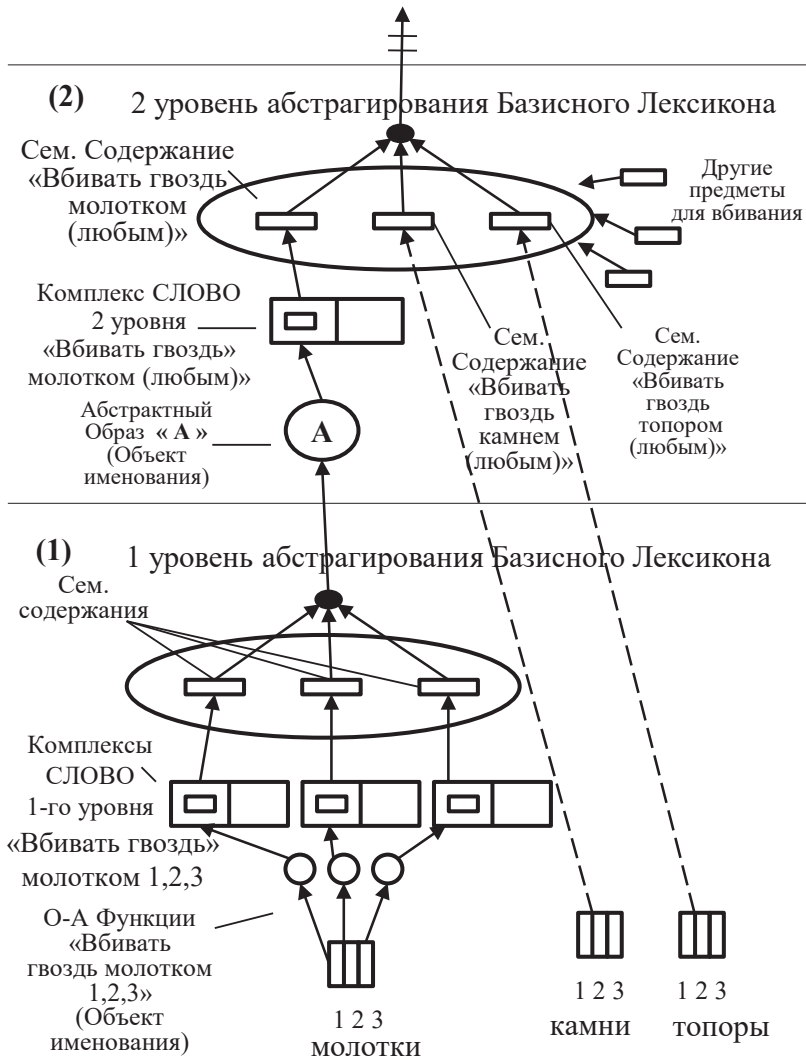 (2) 2 уровень абстрагирования Базисного Лексикона
Сем. Содержание
«Вбивать гвоздь
молотком
(любым)»
Другие
предметы
для вбивания
Комплекс СЛОВО
2 уровня
«Вбивать гвоздь»
молотком (любым)»
Сем.
Содержание
«Вбивать
гвоздь
камнем
(любым)»
Сем.
Содержание
«Вбивать
гвоздь
топором
(любым)»
Абстрактный
Образ « А »
(Объект
именования)
А
(1) 1 уровень абстрагирования Базисного Лексикона
Сем.
содержания
Комплексы
СЛОВО
1-го уровня
«Вбивать гвоздь»
молотком 1,2,3
О-А Функции
«Вбивать
гвоздь молотком
1,2,3»
(Объект
именования)
1 2 3
молотки
1 2 3
камни
1 2 3
топоры